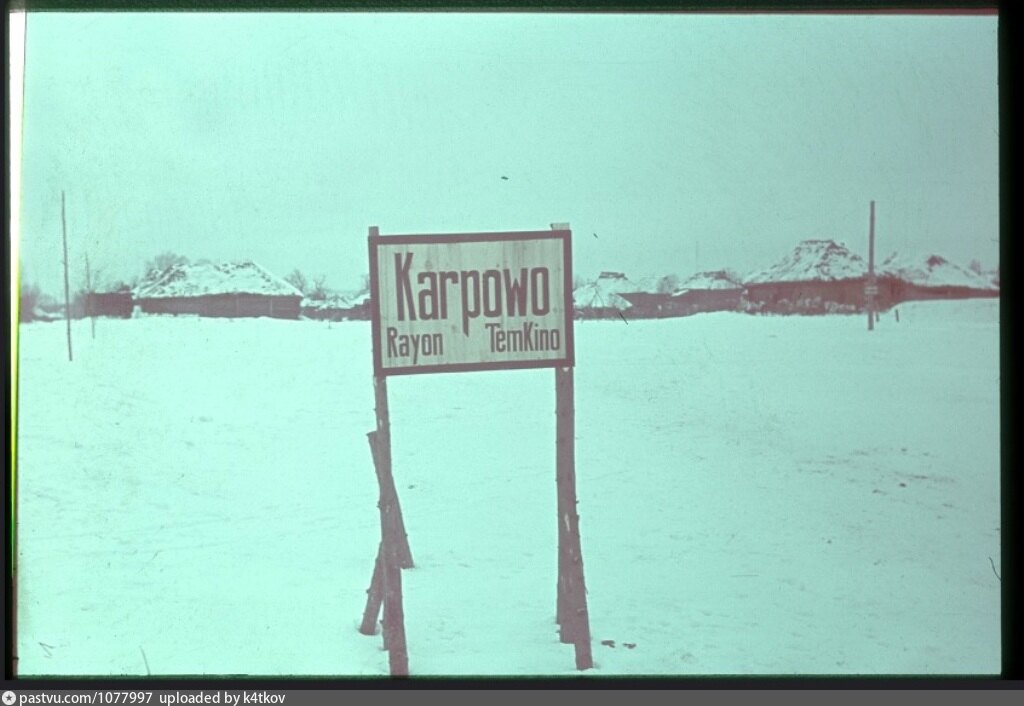 Karpowo
Rayon TemKino
pastvu.com/1077997 uploaded by k4tkov